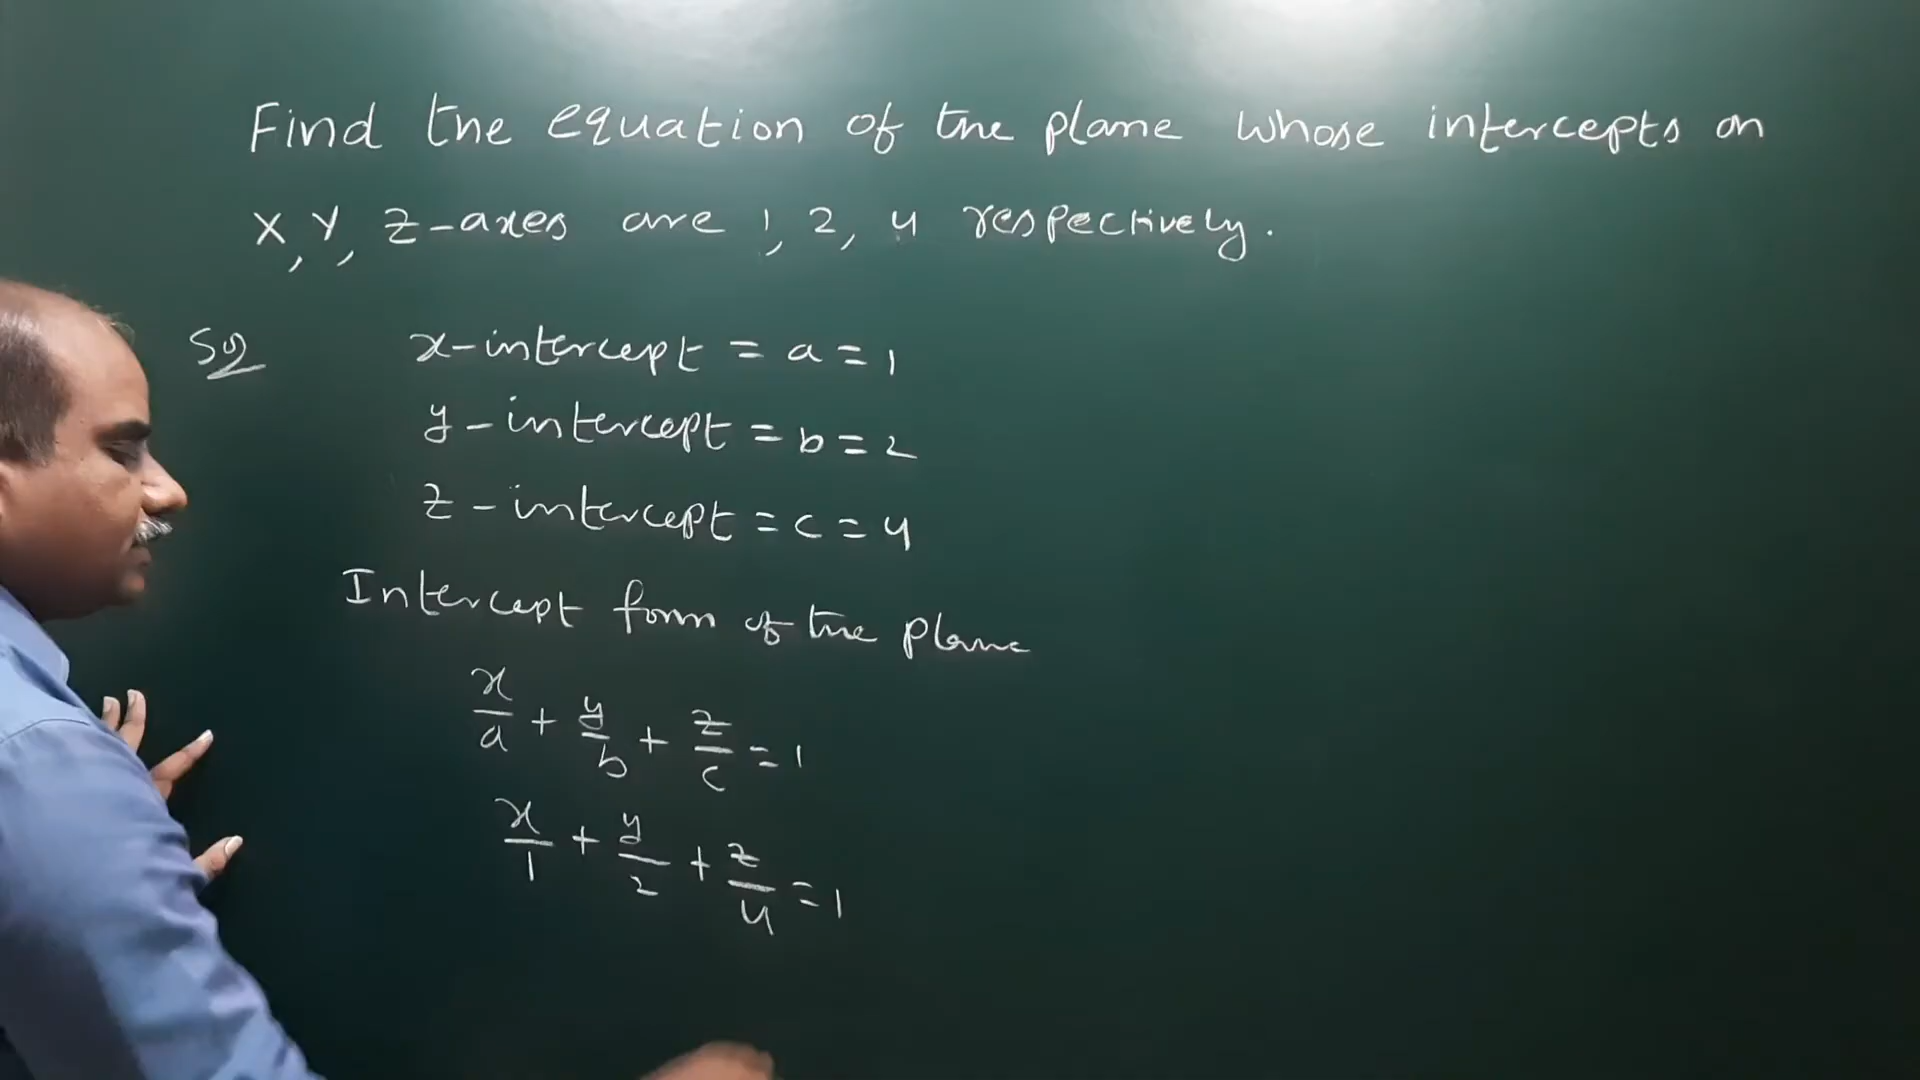 Find the equation of the plane whose intercepts on
X, Y, Z-axes are 1, 2, 4 respectively.
Sol
x-intercept = a = 1
y-intercept = b = 2
z-intercept = c = 4
Intercept form of the plane
x/a + y/b + z/c = 1
x/1 + y/2 + z/4 = 1